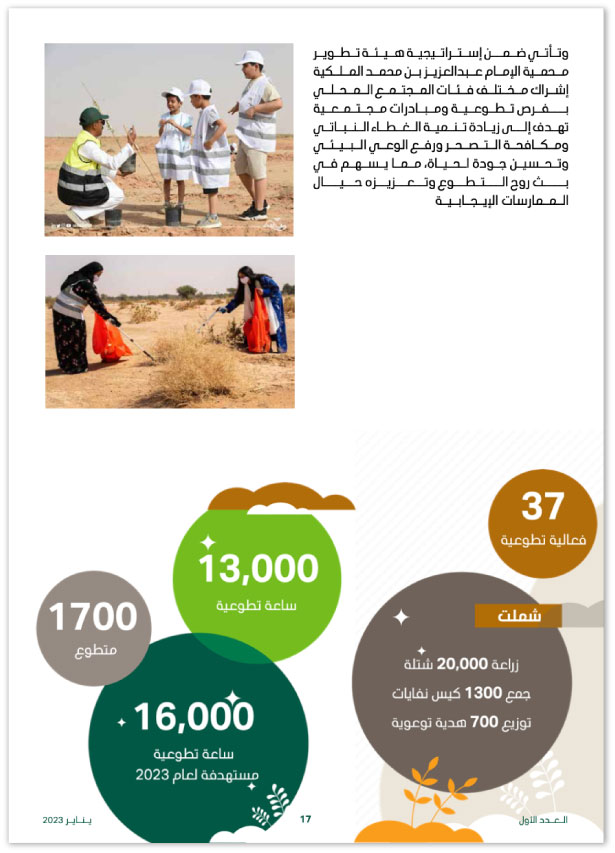 وتأتي ضمن إستراتيجية هيئة تطوير
محمية الإمام عبدالعزيز بن محمد الملكية
إشراك مختلف فئات المجتمع المحلي
بفرص تطوعية ومبادرات مجتمعية
تهدف إلى زيادة تنمية الغطاء النباتي
ومكافحة التصحر ورفع الوعي البيئي
وتحسين جودة لحياة، مما يسهم في
بث روح التطوع وتعزيزه حيال
الممارسات الإيجابية
37
فعالية تطوعية
شملت
زراعة 20,000 شتلة
جمع 1300 كيس نفايات
توزيع 700 هدية توعوية
13,000
ساعة تطوعية
1700
متطوع
16,000
ساعة تطوعية
مستهدفة لعام 2023
العدد الأول
17
يناير 2023